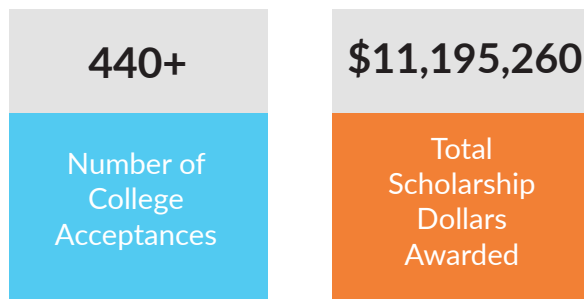 440+
Number of
College
Acceptances
$11,195,260
Total
Scholarship
Dollars
Awarded